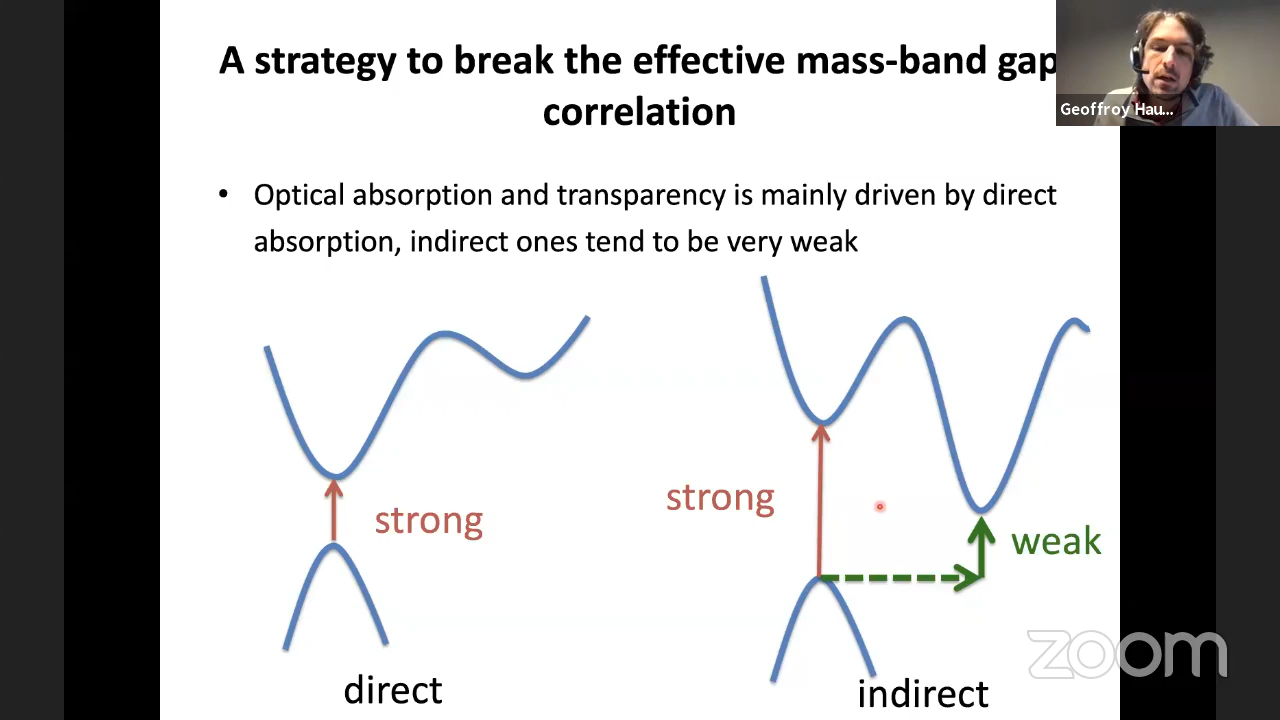 A strategy to break the effective mass-band gap
correlation
Geoffroy Hau...
• Optical absorption and transparency is mainly driven by direct
absorption, indirect ones tend to be very weak
strong
strong
weak
direct
indirect
zoom